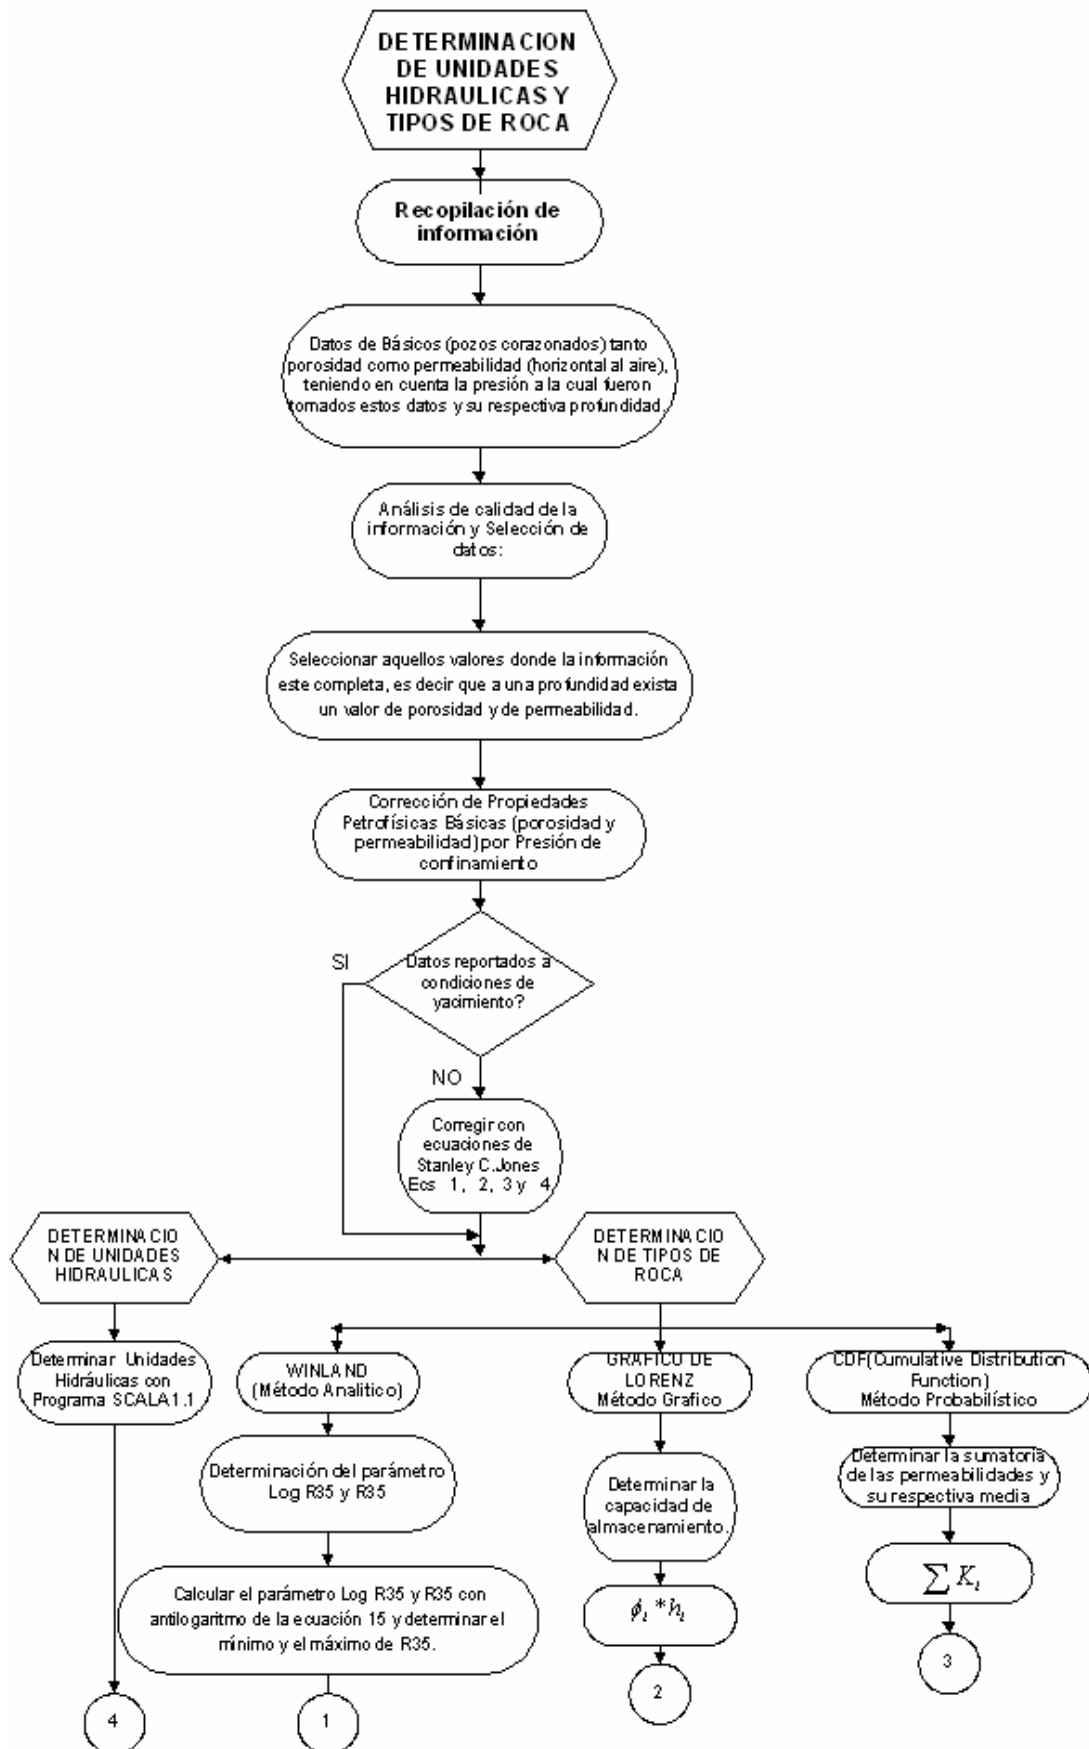 DETERMINACION
DE UNIDADES
HIDRAULICAS Y
TIPOS DE ROCA
Recopilación de
información
Datos de Básicos (pozos corazonados) tanto
porosidad como permeabilidad (horizontal al aire),
teniendo en cuenta la presión a la cual fueron
tomados estos datos y su respectiva profundidad.
Análisis de calidad de la
información y Selección de
datos:
Seleccionar aquellos valores donde la información
este completa, es decir que a una profundidad exista
un valor de porosidad y de permeabilidad.
Corrección de Propiedades
Petrofísicas Básicas (porosidad y
permeabilidad) por Presión de
confinamiento
SI
Datos reportados a
condiciones de
yacimiento?
NO
Corregir con
ecuaciones de
Stanley C.Jones
Ecs 1, 2, 3 y 4
DETERMINACIO
N DE UNIDADES
HIDRAULICAS
DETERMINACIO
N DE TIPOS DE
ROCA
Determinar Unidades
Hidráulicas con
Programa SCALA1.1
WINLAND
(Método Analitico)
GRAFICO DE
LORENZ
Método Grafico
CDF(Cumulative Distribution
Function)
Método Probabilístico
Determinación del parámetro
Log R35 y R35
Determinar la
capacidad de
almacenamiento.
Determinar la sumatoria
de las permeabilidades y
su respectiva media
Calcular el parámetro Log R35 y R35 con
antilogaritmo de la ecuación 15 y determinar el
mínimo y el máximo de R35.
ϕᵢ * hᵢ
∑ Kᵢ
4
1
2
3